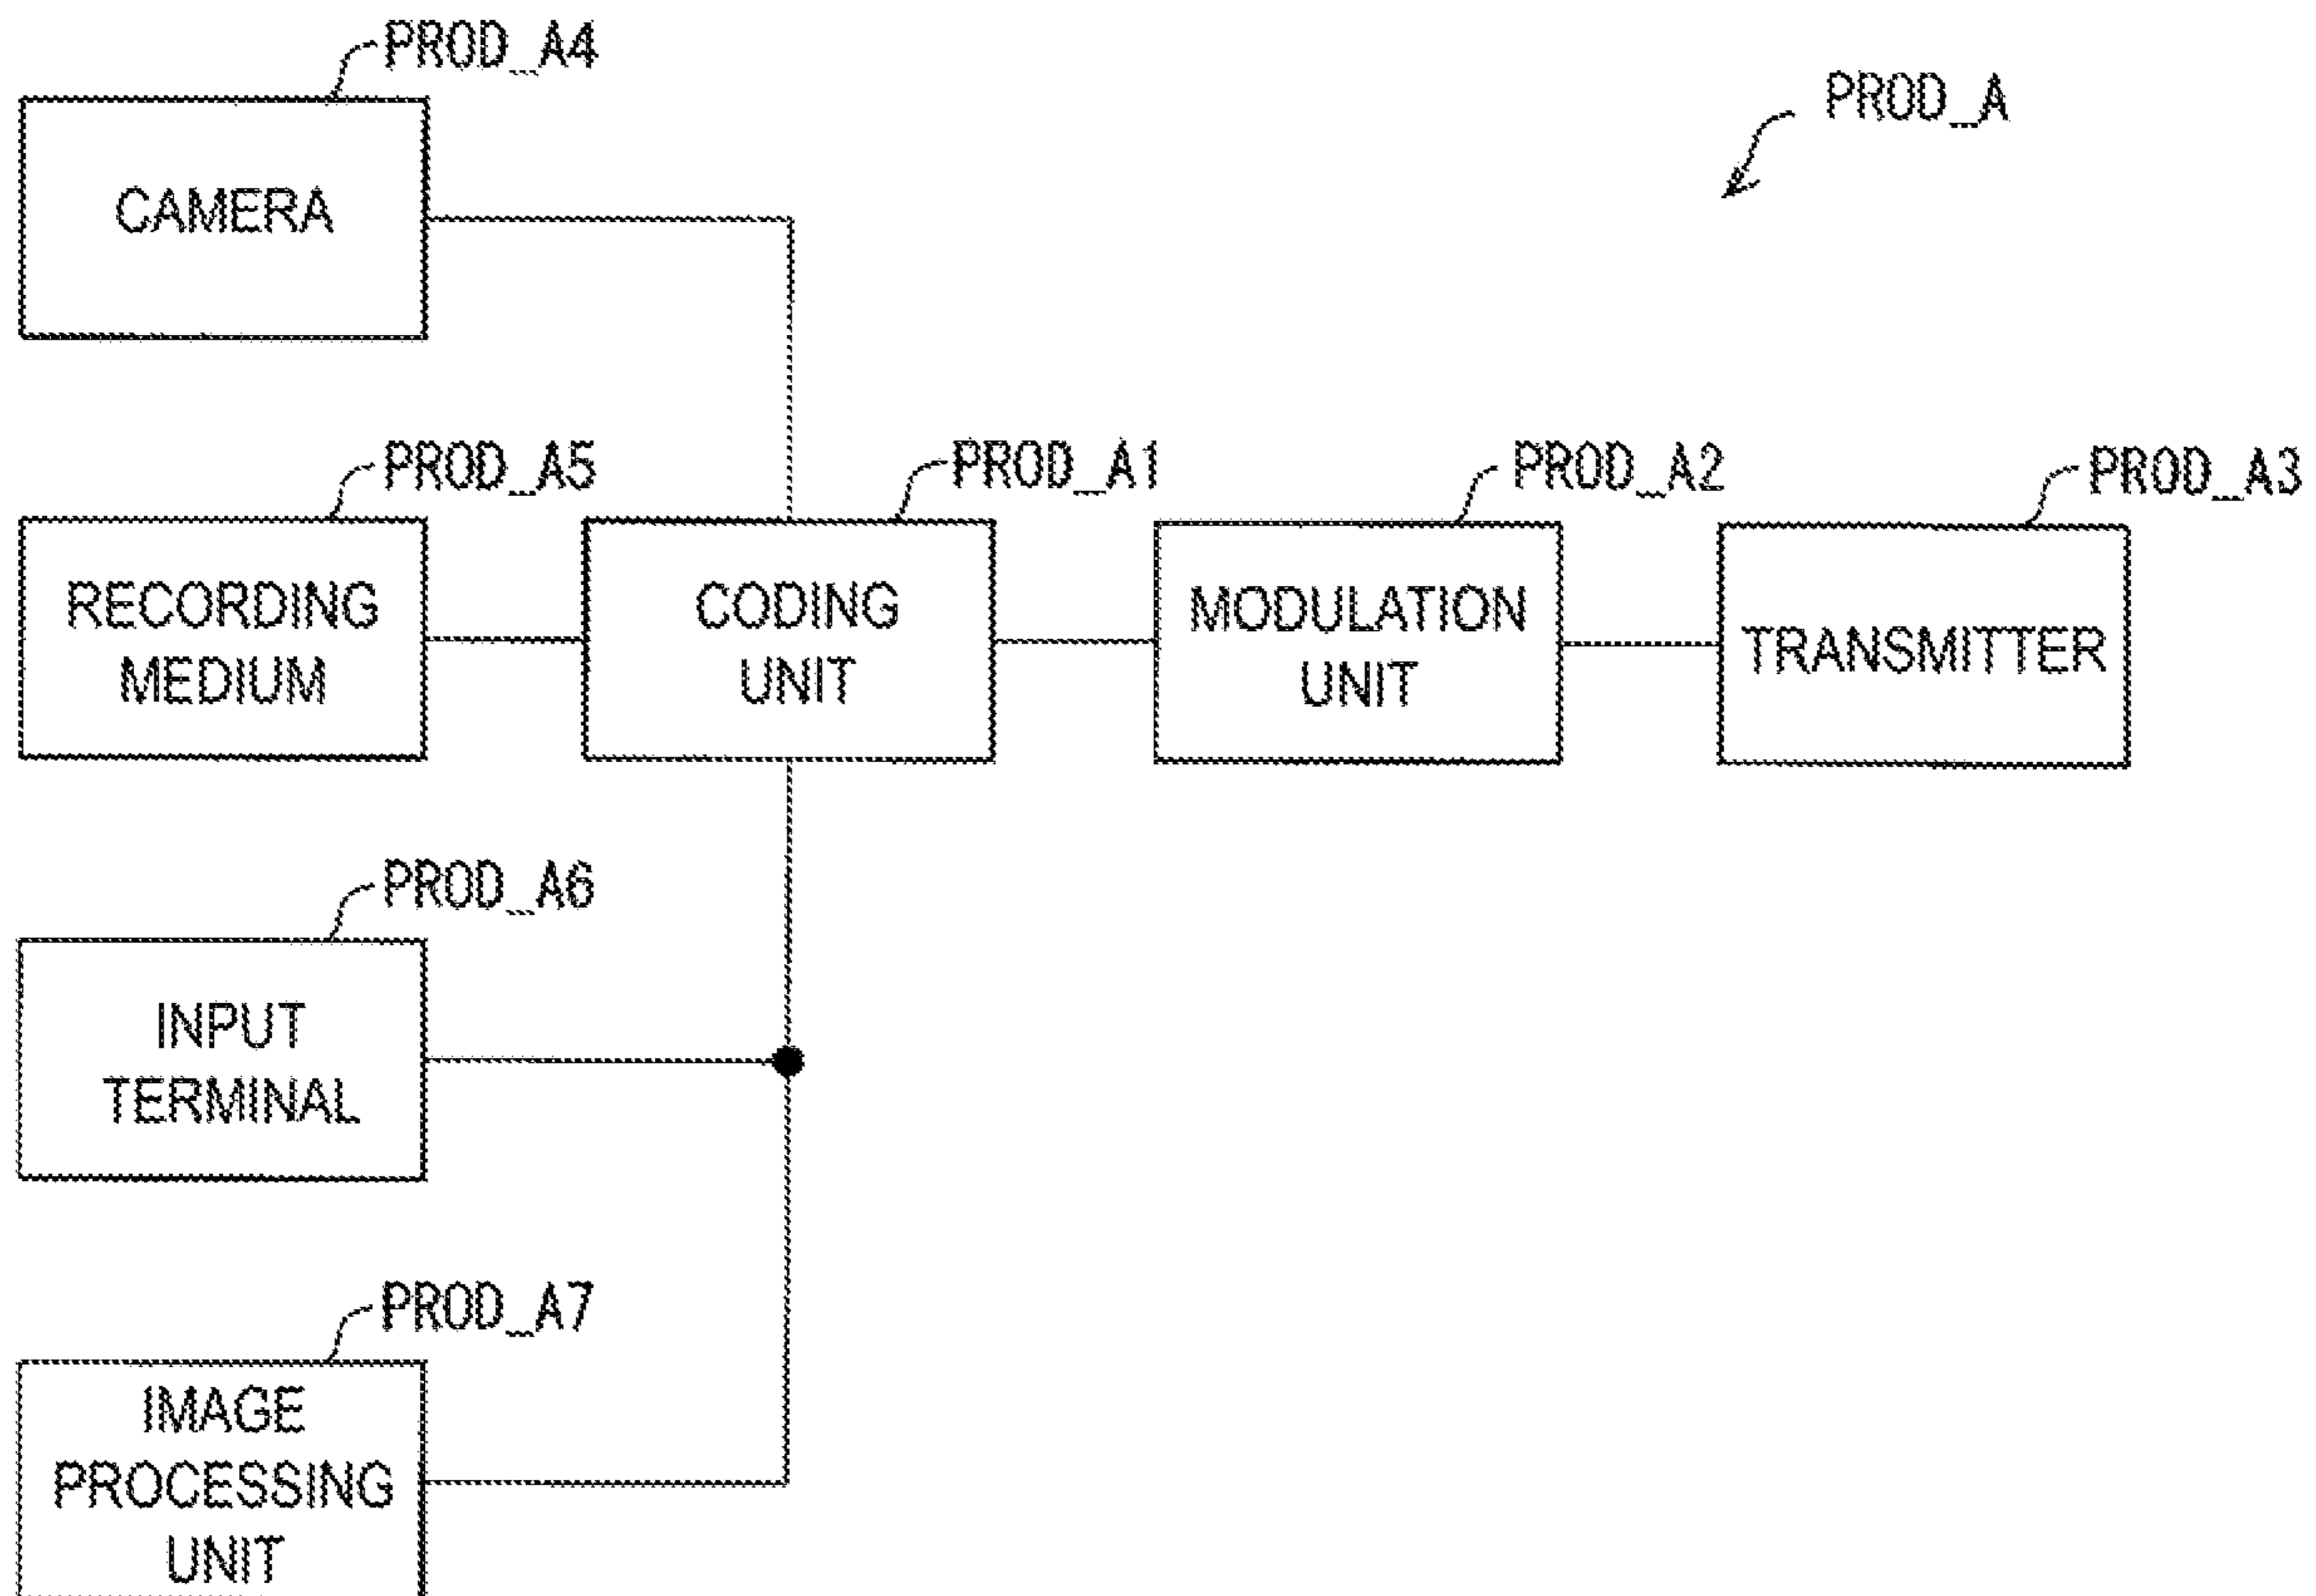 PROD_A4
PROD_A
CAMERA
PROD_A5
PROD_A1
PROD_A2
PROD_A3
RECORDING
MEDIUM
CODING
UNIT
MODULATION
UNIT
TRANSMITTER
PROD_A6
INPUT
TERMINAL
PROD_A7
IMAGE
PROCESSING
UNIT